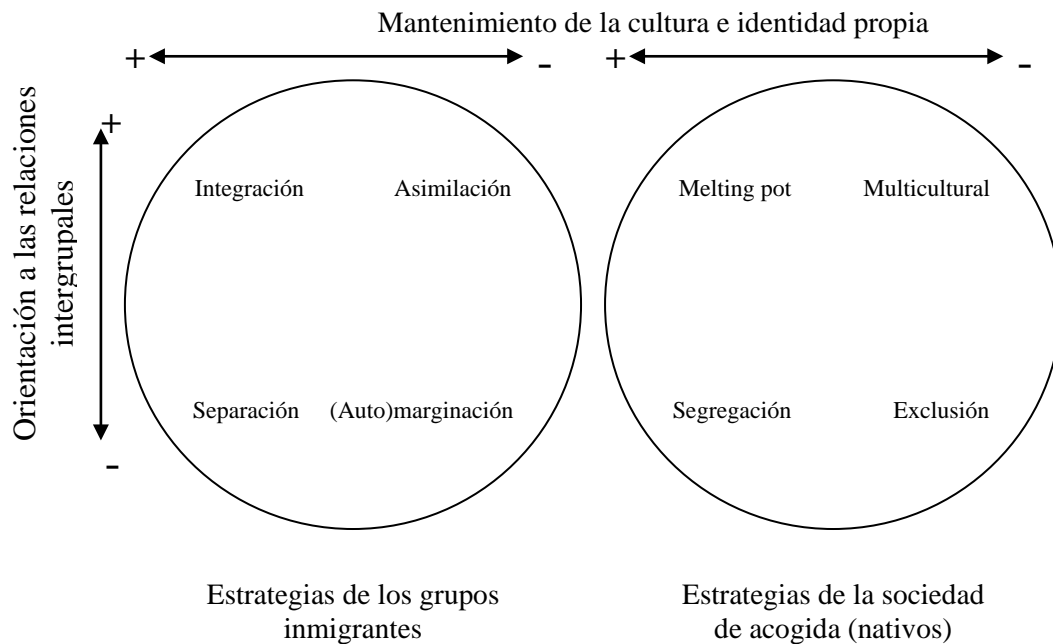 Mantenimiento de la cultura e identidad propia
+ - + -
Orientación a las relaciones
intergrupales
+
-
Integración Asimilación
Separación (Auto)marginación
Melting pot Multicultural
Segregación Exclusión
Estrategias de los grupos
inmigrantes
Estrategias de la sociedad
de acogida (nativos)